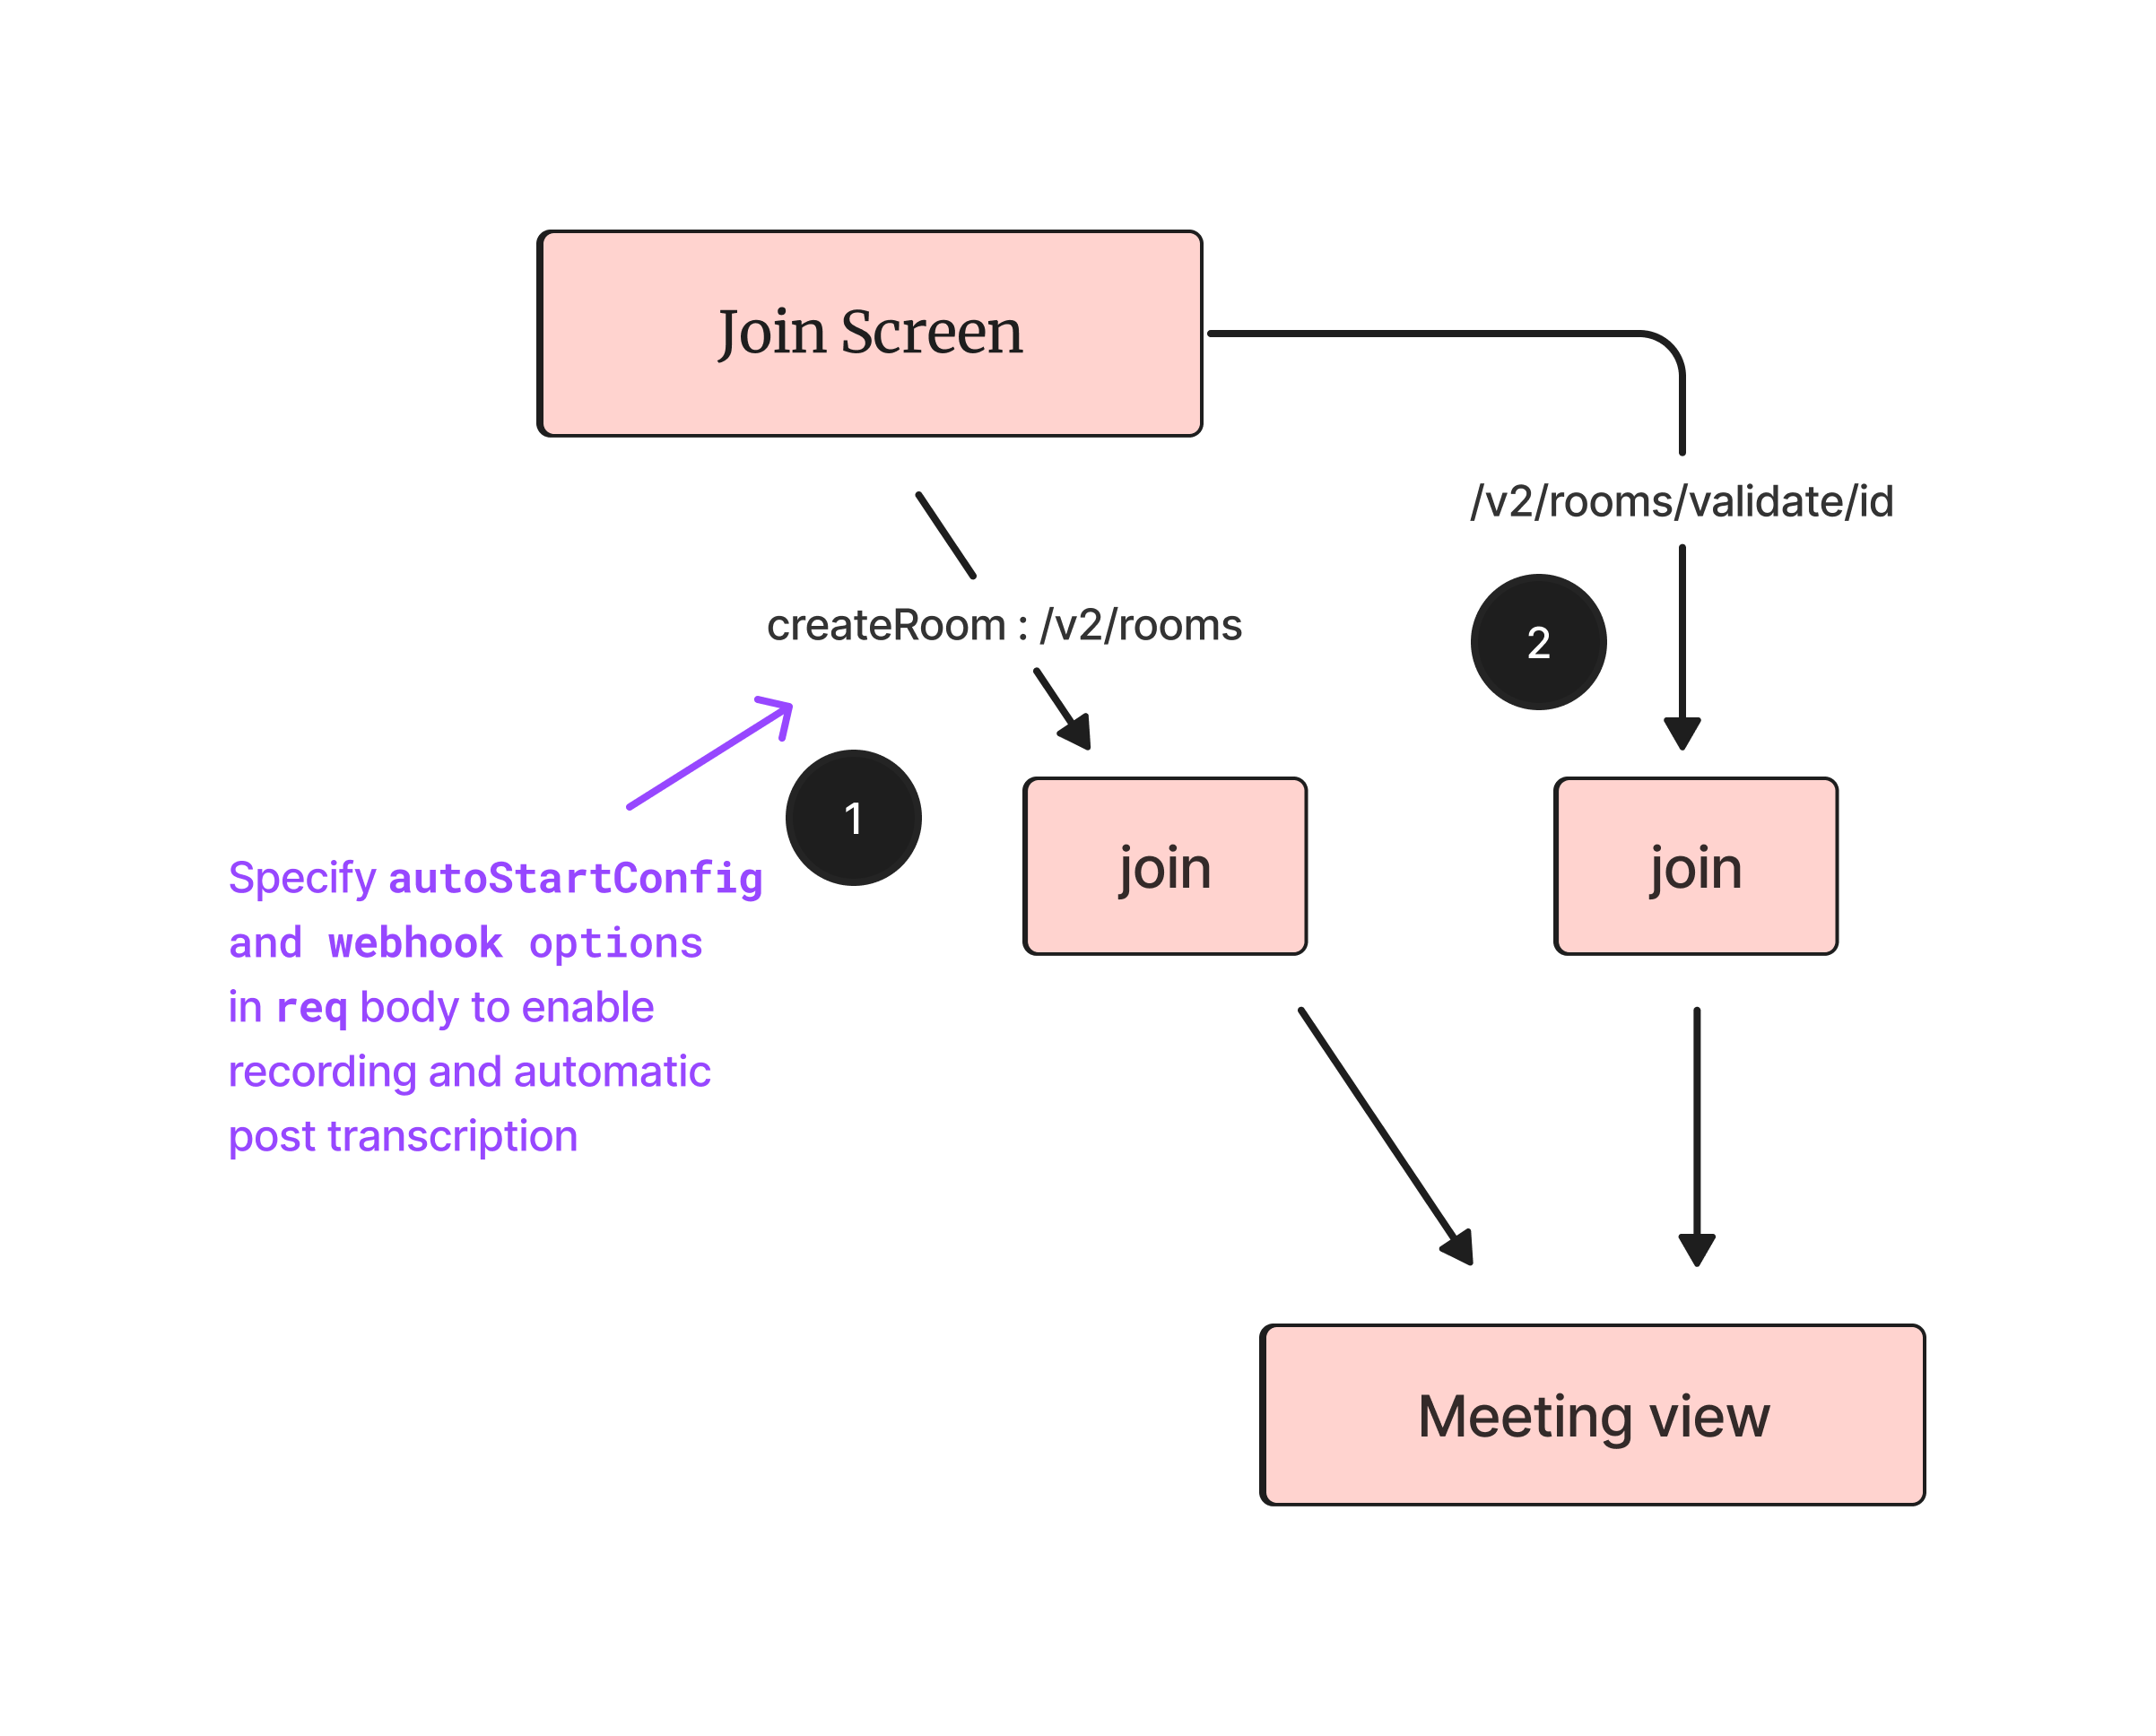 Join Screen
/v2/rooms/validate/id
createRoom : /v2/rooms
2
1
join
join
Specify autoStartConfig
and webhook options
in req body to enable
recording and automatic
post transcription
Meeting view